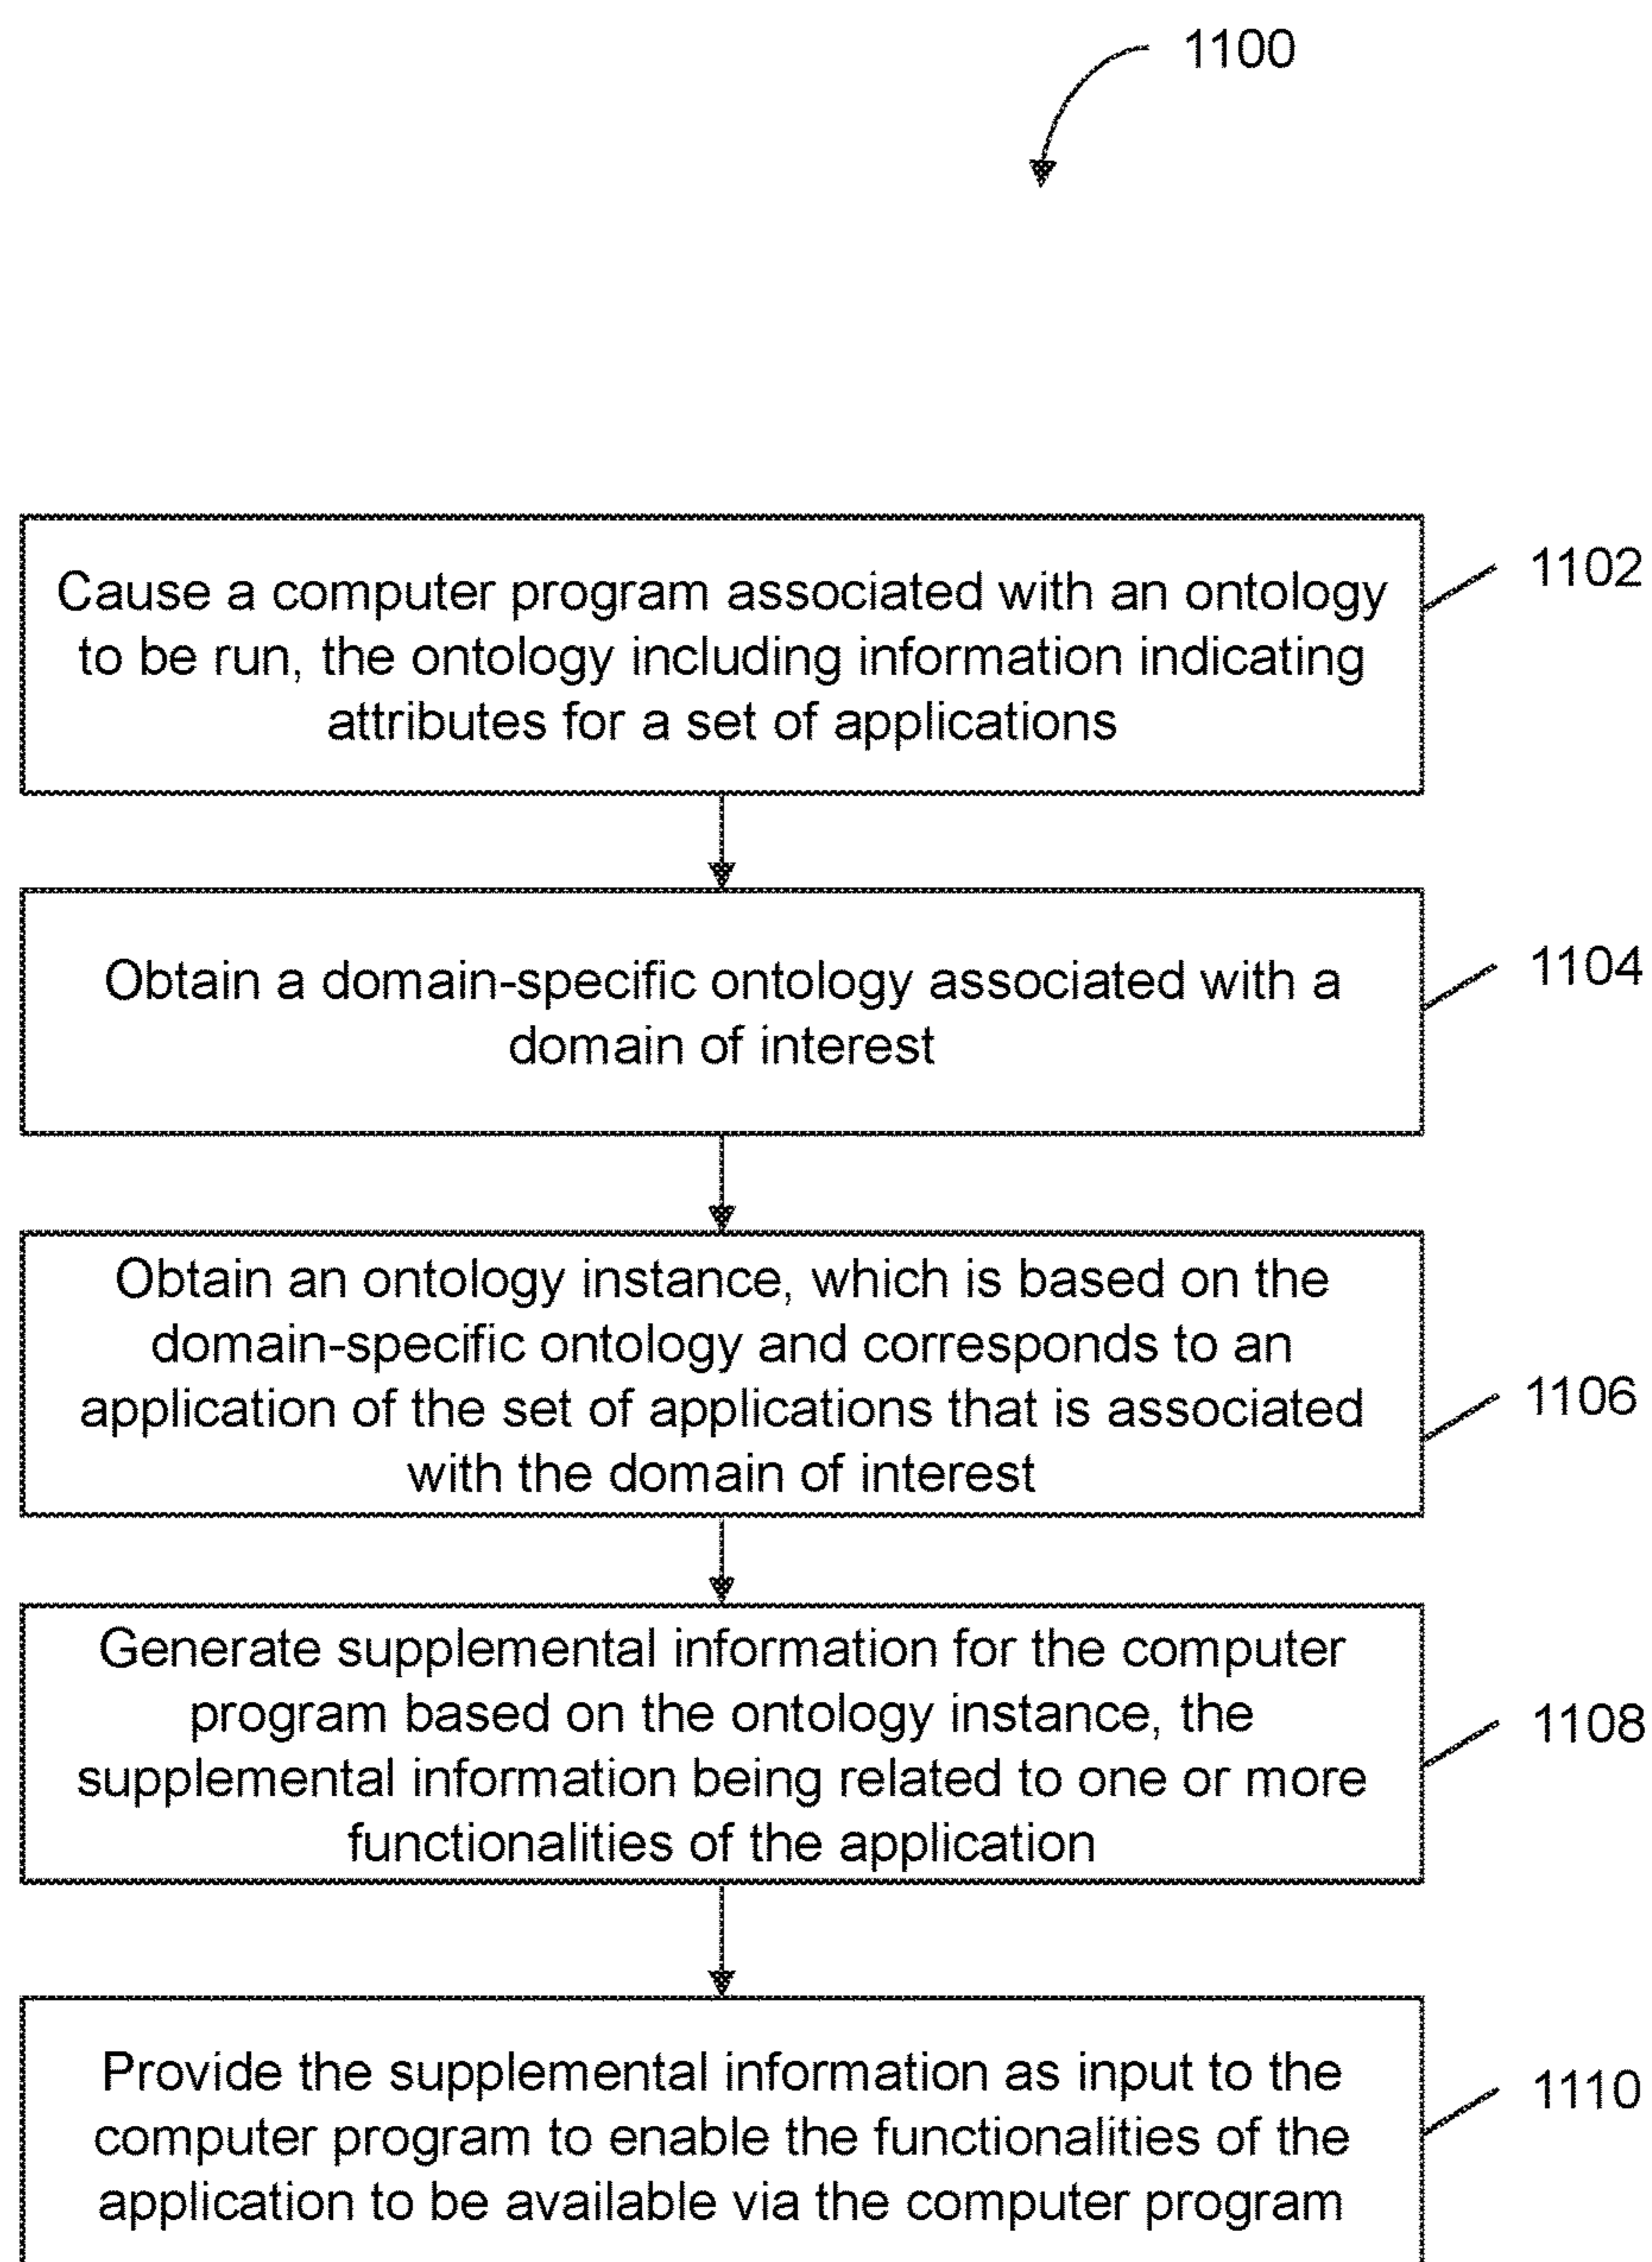 1100
Cause a computer program associated with an ontology
to be run, the ontology including information indicating
attributes for a set of applications
1102
Obtain a domain-specific ontology associated with a
domain of interest
1104
Obtain an ontology instance, which is based on the
domain-specific ontology and corresponds to an
application of the set of applications that is associated
with the domain of interest
1106
Generate supplemental information for the computer
program based on the ontology instance, the
supplemental information being related to one or more
functionalities of the application
1108
Provide the supplemental information as input to the
computer program to enable the functionalities of the
application to be available via the computer program
1110